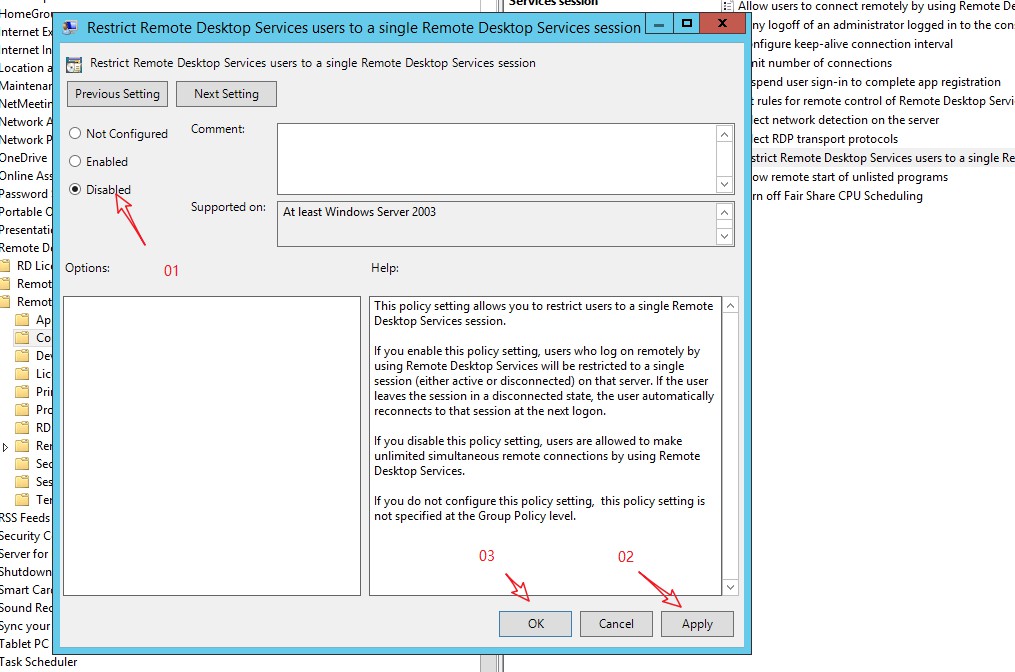 HomeGrou
Internet Ex
Internet In
Location a
Maintenan
NetMeetin
Network A
Network P
OneDrive
Online Ass
Password
Portable O
Presentatio
Remote De
RD Lice
Remot
Remot
Ap
Co
Dev
Lic
Prin
Pro
RD
Rem
Sec
Ses
Ter
RSS Feeds
Security C
Server for
Shutdown
Smart Card
Sound Rec
Sync your
Tablet PC
Task Scheduler
Restrict Remote Desktop Services users to a single Remote Desktop Services session
Restrict Remote Desktop Services users to a single Remote Desktop Services session
Previous Setting
Next Setting
Not Configured
Enabled
Disabled
Comment:
Supported on:
At least Windows Server 2003
01
Options:
Help:
This policy setting allows you to restrict users to a single Remote
Desktop Services session.
If you enable this policy setting, users who log on remotely by
using Remote Desktop Services will be restricted to a single
session (either active or disconnected) on that server. If the user
leaves the session in a disconnected state, the user automatically
reconnects to that session at the next logon.
If you disable this policy setting, users are allowed to make
unlimited simultaneous remote connections by using Remote
Desktop Services.
If you do not configure this policy setting,  this policy setting is
not specified at the Group Policy level.
03
02
OK
Cancel
Apply
Services session
Allow users to connect remotely by using Remote De
ny logoff of an administrator logged in to the cons
nfigure keep-alive connection interval
nit number of connections
spend user sign-in to complete app registration
t rules for remote control of Remote Desktop Servi
lect network detection on the server
lect RDP transport protocols
strict Remote Desktop Services users to a single Re
ow remote start of unlisted programs
rn off Fair Share CPU Scheduling